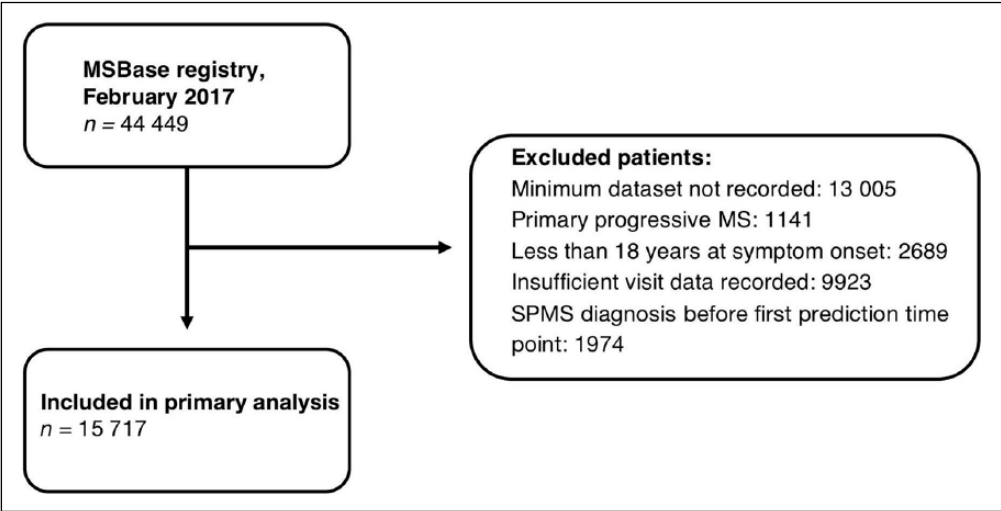 MSBase registry,
February 2017
n = 44 449
Excluded patients:
Minimum dataset not recorded: 13 005
Primary progressive MS: 1141
Less than 18 years at symptom onset: 2689
Insufficient visit data recorded: 9923
SPMS diagnosis before first prediction time
point: 1974
Included in primary analysis
n = 15 717